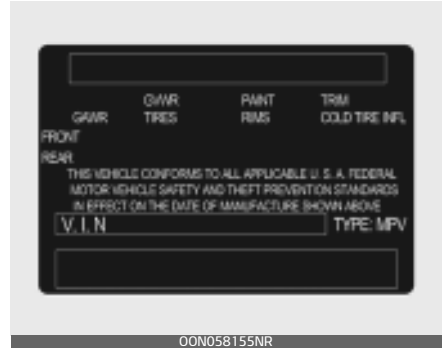 GVWR PAINT TRIM
GAWR TIRES RIMS COLD TIRE INFL.
FRONT
REAR
THIS VEHICLE CONFORMS TO ALL APPLICABLE U. S. A. FEDERAL
MOTOR VEHICLE SAFETY AND THEFT PREVENTION STANDARDS
IN EFFECT ON THE DATE OF MANUFACTURE SHOWN ABOVE
V. I. N TYPE: MPV
OON058155NR